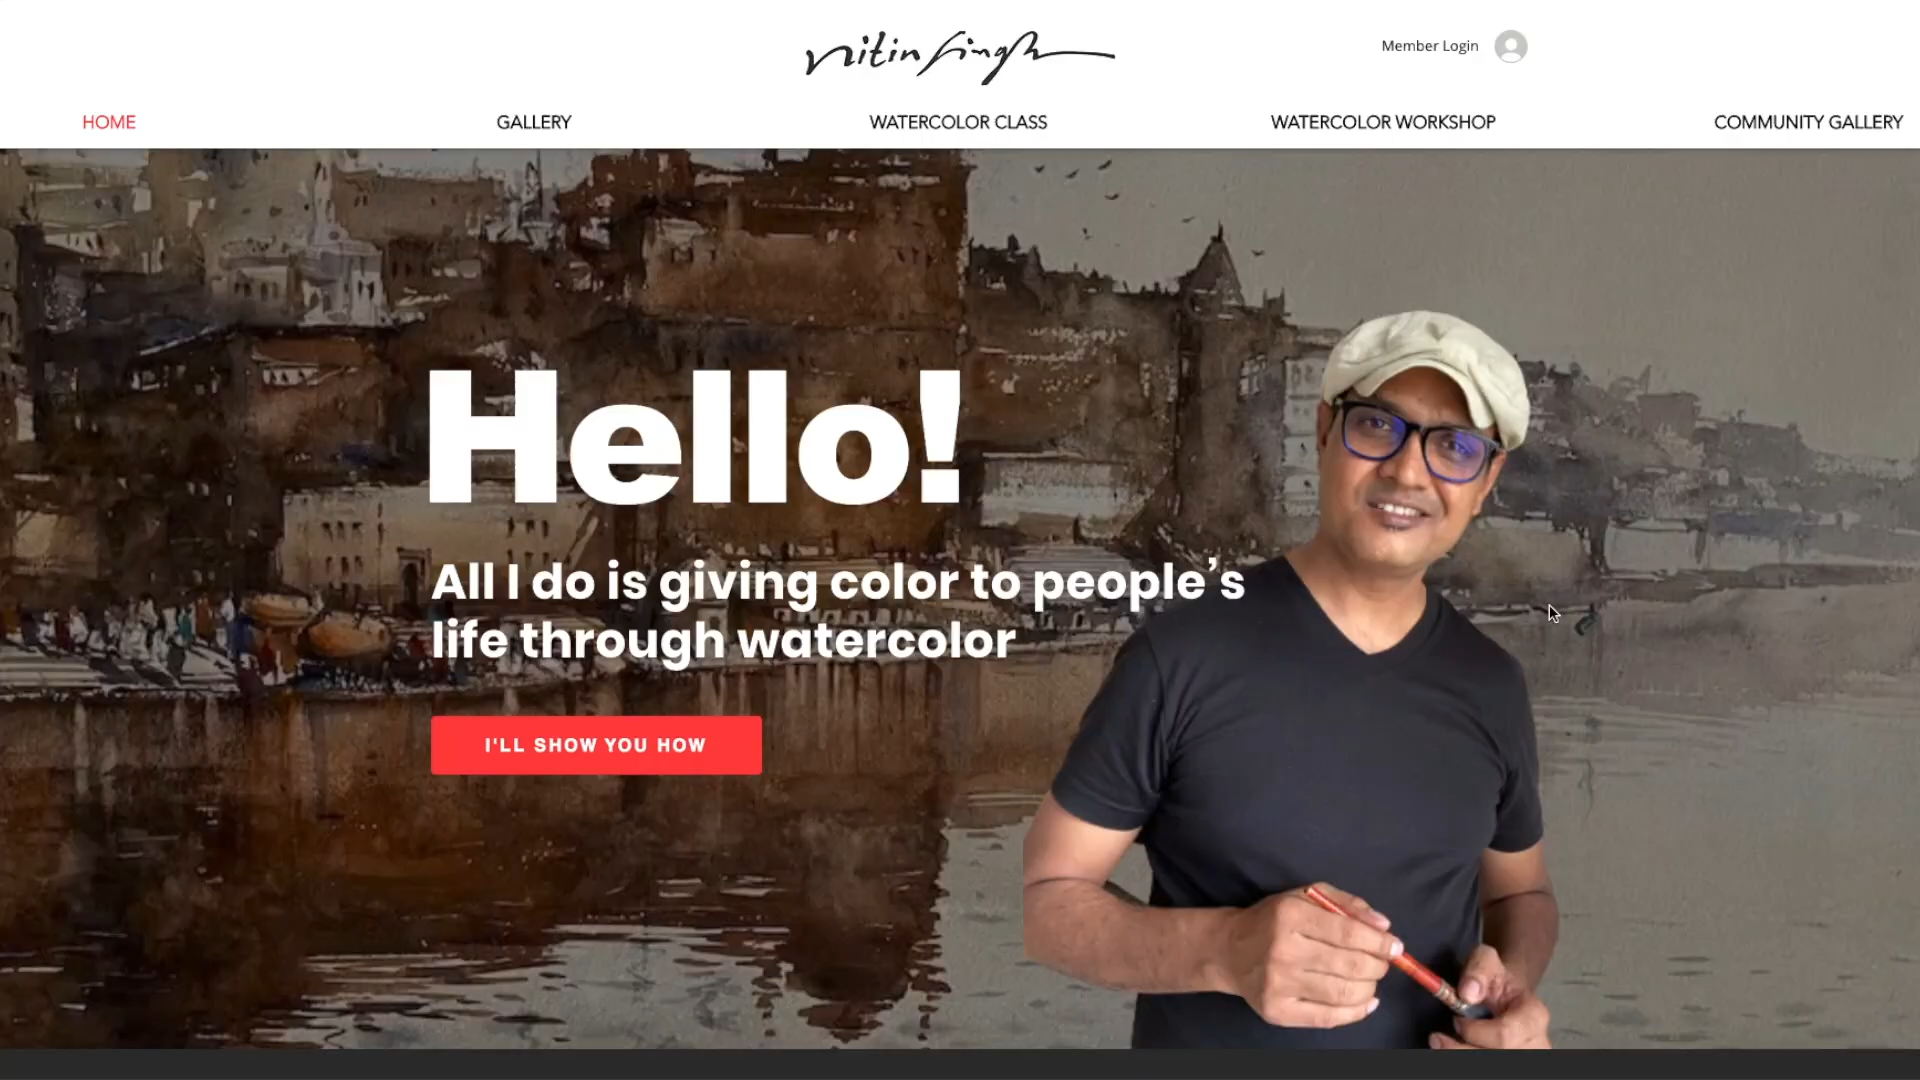 nitin singh
Member Login
HOME
GALLERY
WATERCOLOR CLASS
WATERCOLOR WORKSHOP
COMMUNITY GALLERY
Hello!
All I do is giving color to people’s
life through watercolor
I'LL SHOW YOU HOW